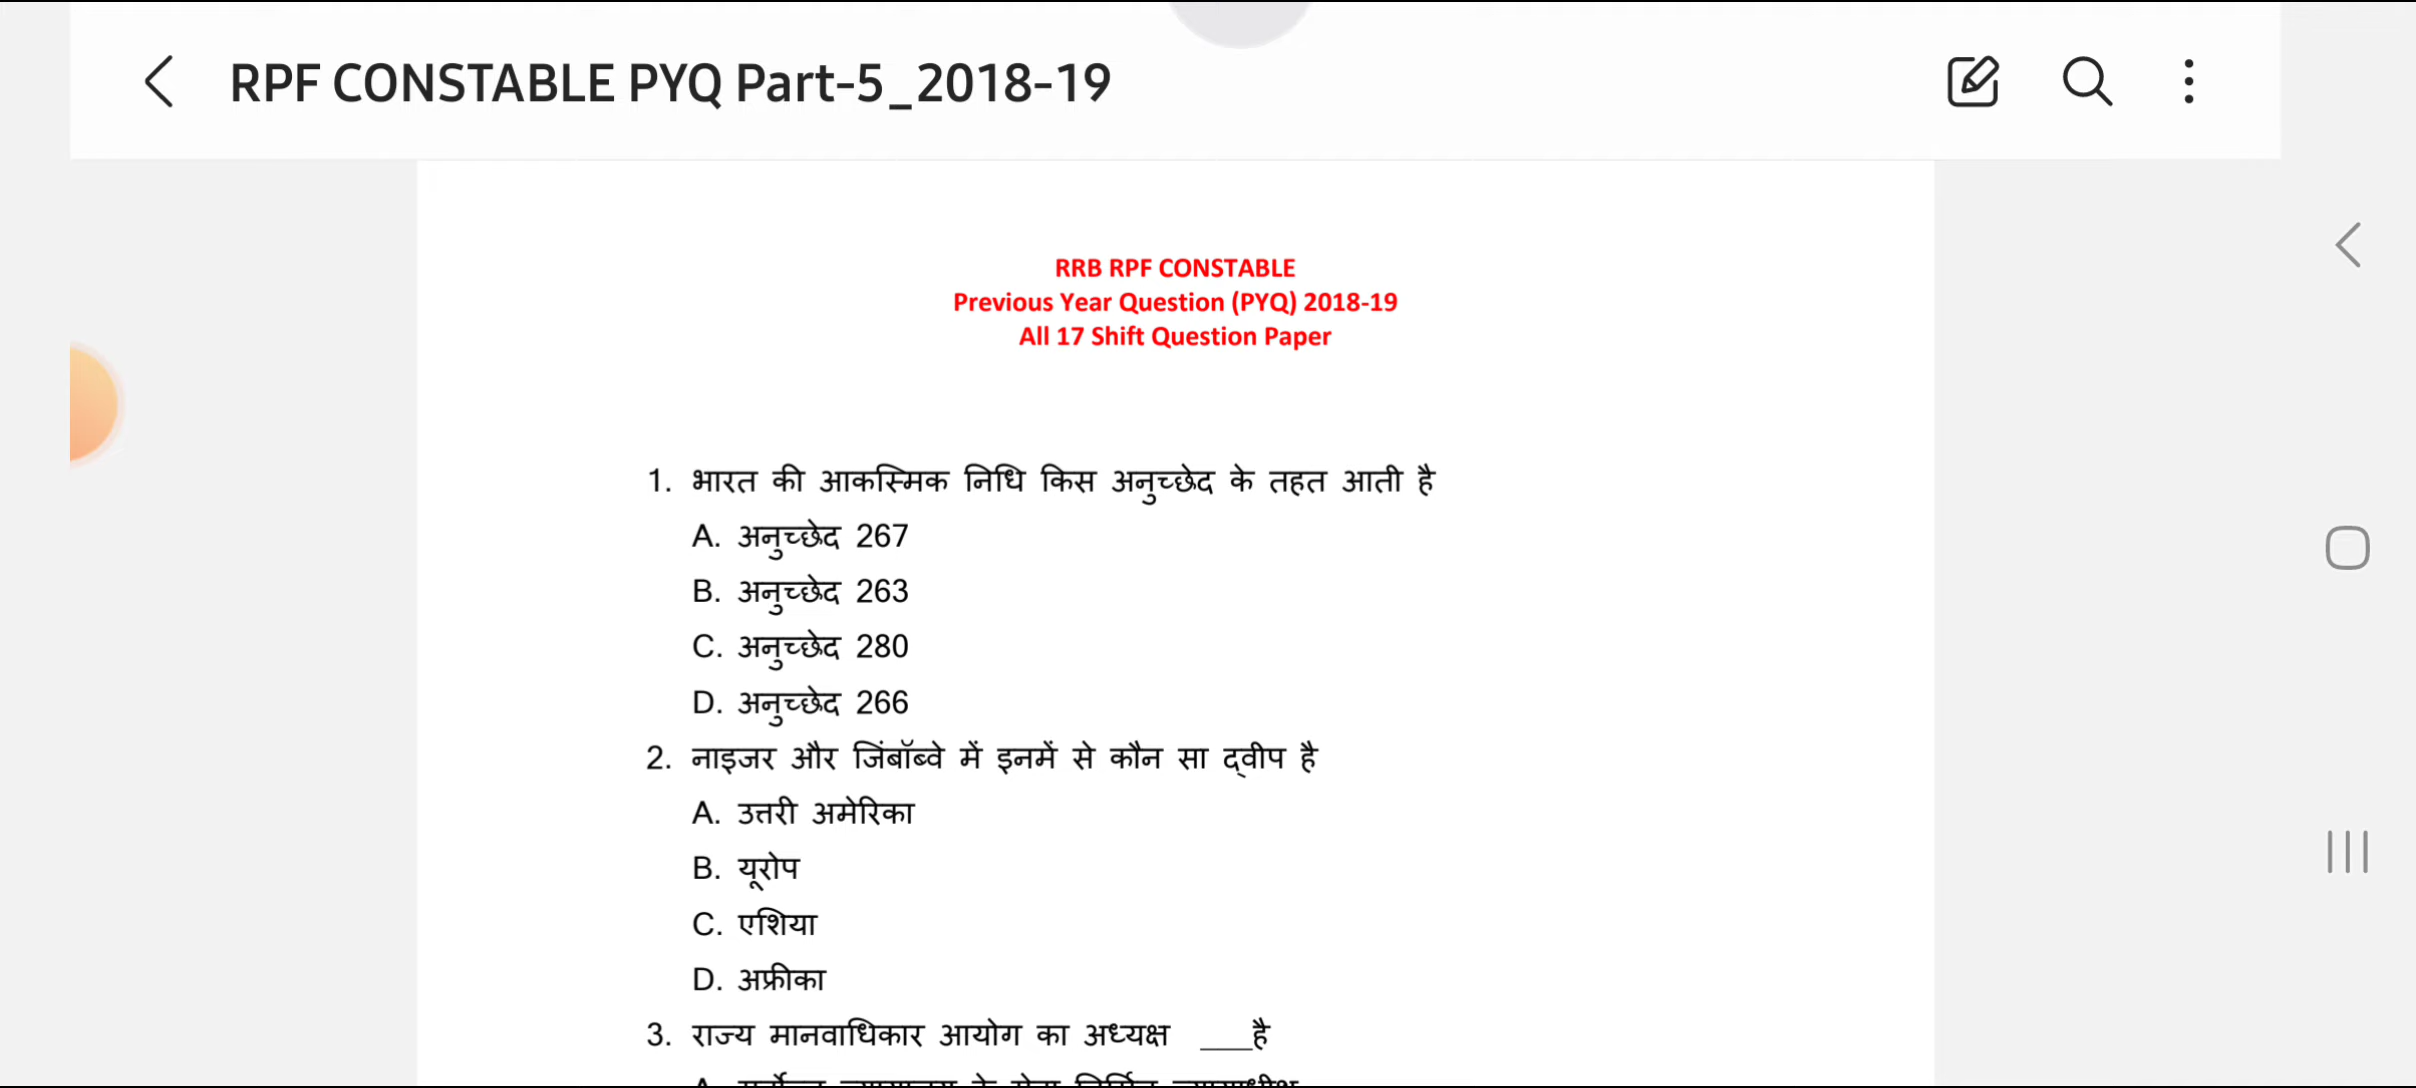 RPF CONSTABLE PYQ Part-5_2018-19
RRB RPF CONSTABLE
Previous Year Question (PYQ) 2018-19
All 17 Shift Question Paper
1. भारत की आकस्मिक निधि किस अनुच्छेद के तहत आती है
A. अनुच्छेद 267
B. अनुच्छेद 263
C. अनुच्छेद 280
D. अनुच्छेद 266
2. नाइजर और जिंबॉब्वे में इनमें से कौन सा द्वीप है
A. उत्तरी अमेरिका
B. यूरोप
C. एशिया
D. अफ्रीका
3. राज्य मानवाधिकार आयोग का अध्यक्ष ___है